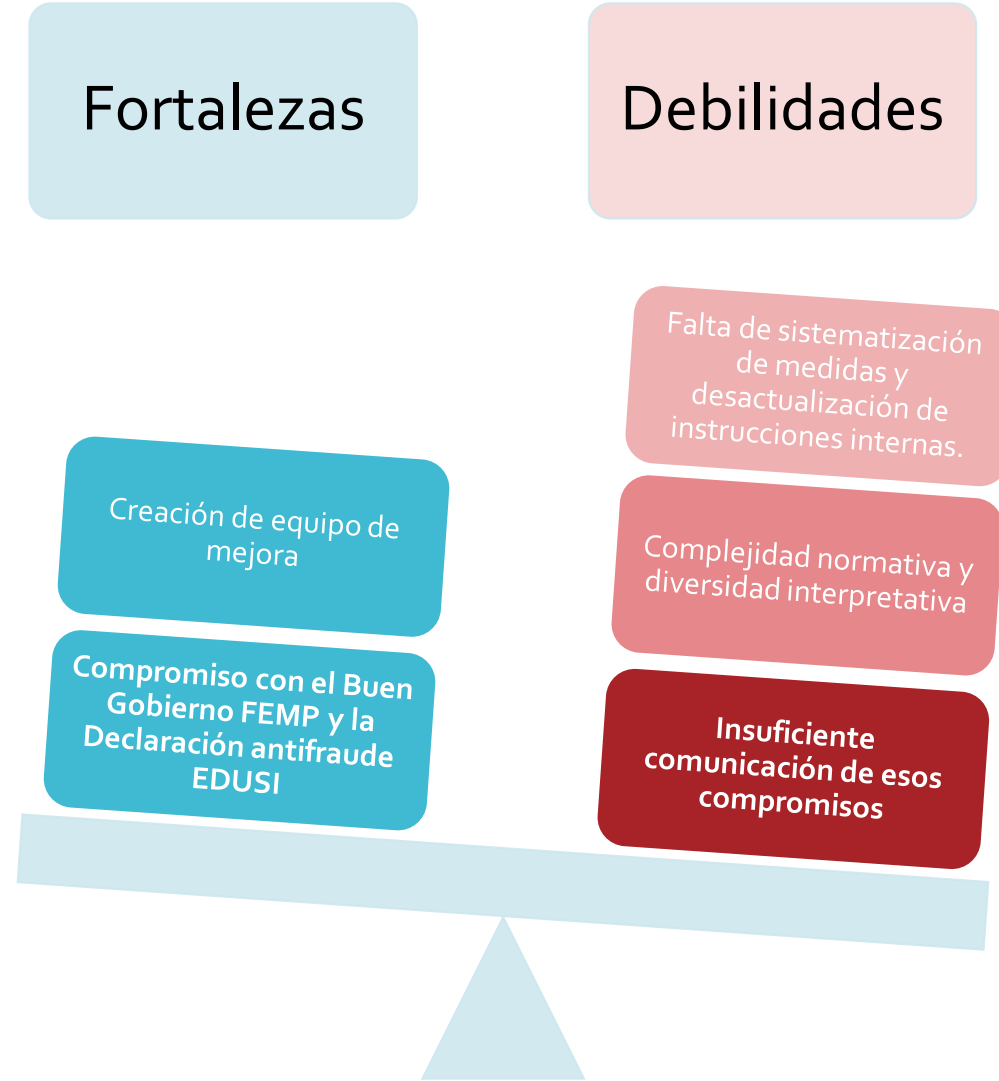 Fortalezas
Debilidades
Creación de equipo de
mejora
Compromiso con el Buen
Gobierno FEMP y la
Declaración antifraude
EDUSI
Falta de sistematización
de medidas y
desactualización de
instrucciones internas.
Complejidad normativa y
diversidad interpretativa
Insuficiente
comunicación de esos
compromisos